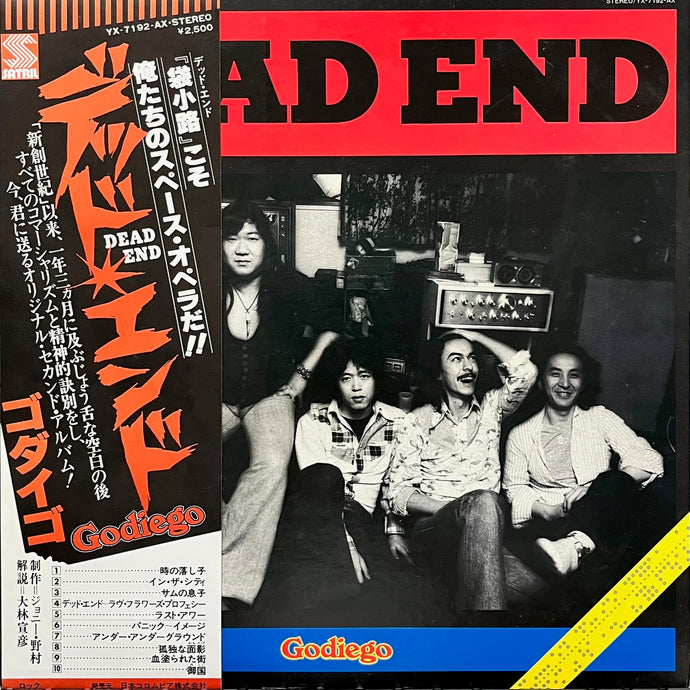 YX-7192-AX・STEREO
¥2,500
SATRIL
デッド・エンド
『袋小路』こそ
俺たちのスペース・オペラだ!!
デッド★エンド
DEAD
END
「新創世紀」以来、一年三ヵ月に及ぶじょう舌な空白の後
すべてのコマーシャリズムと精神的訣別をし、
今、君に送るオリジナル・セカンド・アルバム!
ゴダイゴ
Godiego
1 時の落し子
2 イン・ザ・シティ
3 サムの息子
4 デッド・エンド〜ラヴ・フラワーズ・プロフェシー
5 ラスト・アワー
6 パニック・イメージ
7 アンダー・アンダーグラウンド
8 孤独な面影
9 血塗られた街
10 御国
制作=ジョニー・野村
解説=大林宣彦
ロック 発売元 日本コロムビア株式会社
STEREO/YX-7192-AX
AD END
Godiego